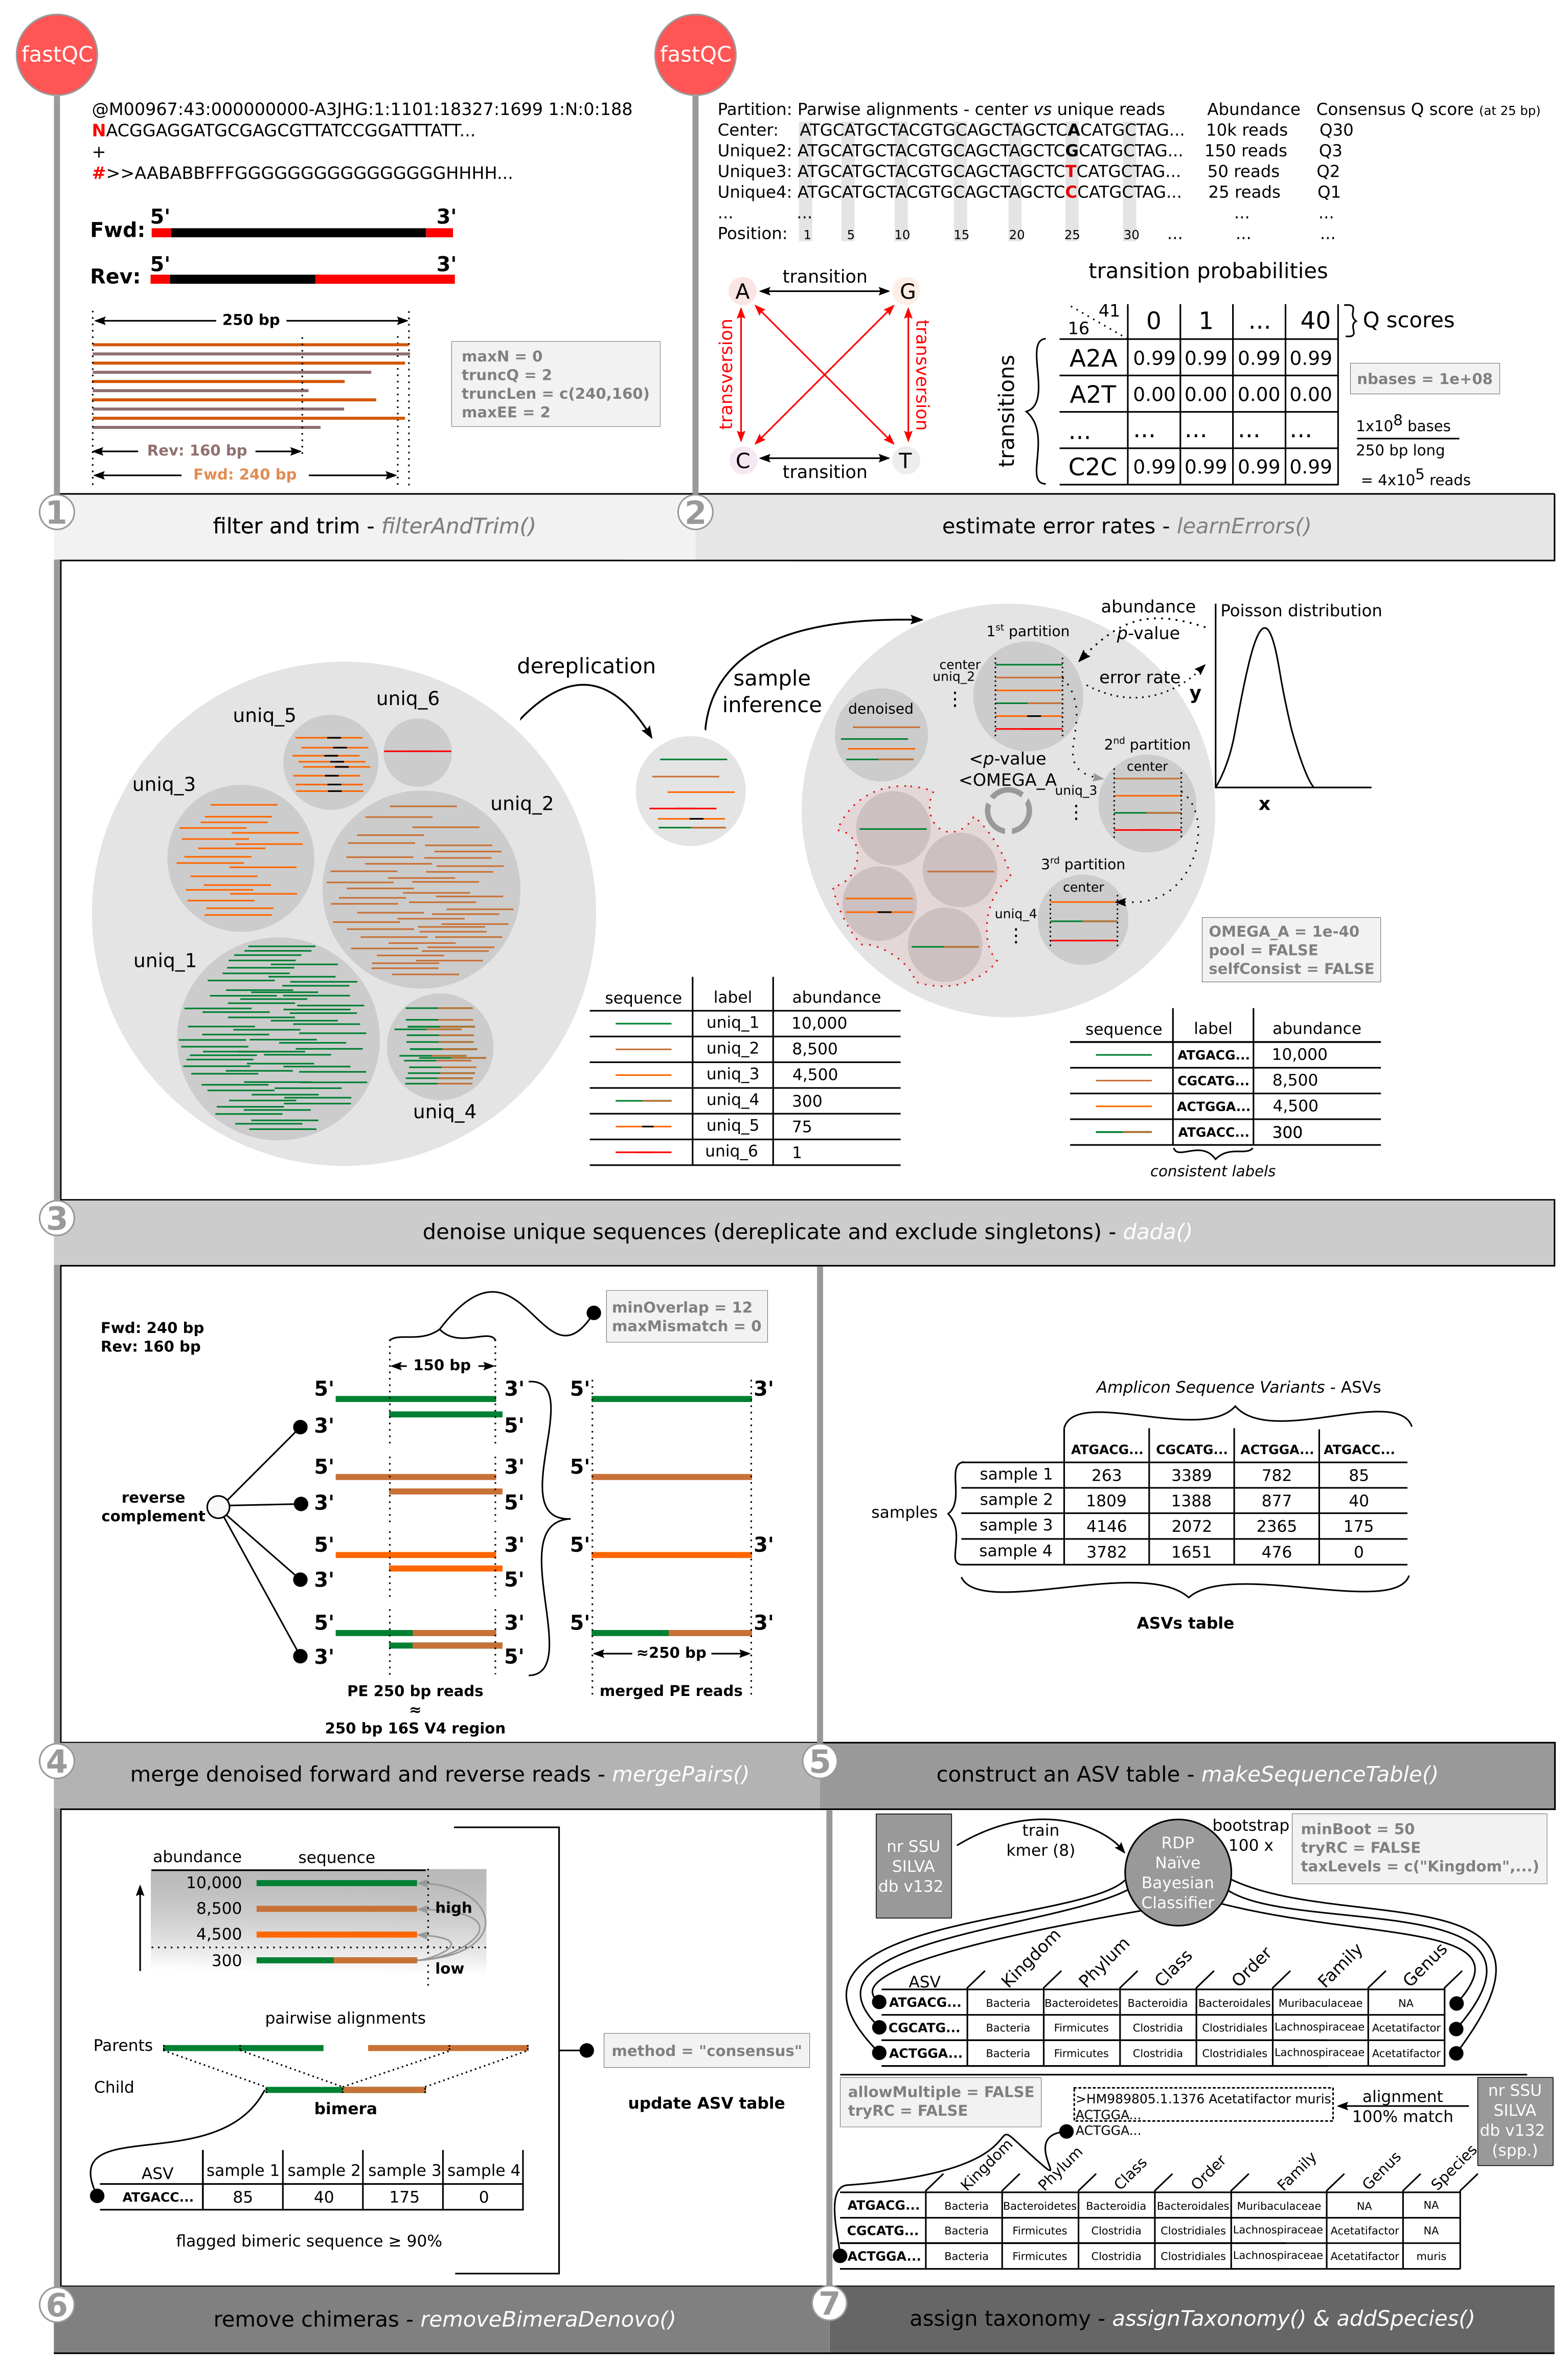 fastQC
@M00967:43:000000000-A3JHG:1:1101:18327:1699 1:N:0:188
NACGGAGGATGCGAGCGTTATCCGGATTTATT...
+
#>>AABABBFFFGGGGGGGGGGGGGGGGGHHHH...
5' 3'
Fwd:
5' 3'
Rev:
250 bp
maxN = 0
truncQ = 2
truncLen = c(240,160)
maxEE = 2
Rev: 160 bp
Fwd: 240 bp
1
filter and trim - filterAndTrim()
fastQC
Partition: Parwise alignments - center vs unique reads Abundance Consensus Q score (at 25 bp)
Center: ATGCATGCTACGTGCAGCTAGCTCACATGCTAG... 10k reads Q30
Unique2: ATGCATGCTACGTGCAGCTAGCTCGCATGCTAG... 150 reads Q3
Unique3: ATGCATGCTACGTGCAGCTAGCTCTCATGCTAG... 50 reads Q2
Unique4: ATGCATGCTACGTGCAGCTAGCTCCCATGCTAG... 25 reads Q1
... ... ... ...
Position: 1 5 10 15 20 25 30 ... ... ...
A transition G
transversion
transversion
C transition T
transition probabilities
16 41 0 1 ... 40 Q scores
transitions
A2A 0.99 0.99 0.99 0.99
A2T 0.00 0.00 0.00 0.00
... ... ... ... ...
C2C 0.99 0.99 0.99 0.99
nbases = 1e+08
1x10^8 bases
250 bp long
= 4x10^5 reads
2
estimate error rates - learnErrors()
uniq_5
uniq_6
uniq_3
uniq_2
uniq_1
uniq_4
dereplication
sample
inference
denoised
1st partition
center
uniq_2
⋮
abundance
p-value
error rate
Poisson distribution
y
x
<p-value
<OMEGA_A
2nd partition
center
uniq_3
⋮
3rd partition
center
uniq_4
⋮
OMEGA_A = 1e-40
pool = FALSE
selfConsist = FALSE
sequence label abundance
uniq_1 10,000
uniq_2 8,500
uniq_3 4,500
uniq_4 300
uniq_5 75
uniq_6 1
sequence label abundance
ATGACG... 10,000
CGCATG... 8,500
ACTGGA... 4,500
ATGACC... 300
consistent labels
3
denoise unique sequences (dereplicate and exclude singletons) - dada()
Fwd: 240 bp
Rev: 160 bp
minOverlap = 12
maxMismatch = 0
150 bp
5' 3' 5' 3'
3' 5'
5' 3' 5'
3' 5'
reverse
complement
5' 3' 5' 3'
3' 5'
5' 3' 5' 3'
3' 5'
≈250 bp
PE 250 bp reads
≈
250 bp 16S V4 region
merged PE reads
4
merge denoised forward and reverse reads - mergePairs()
Amplicon Sequence Variants - ASVs
ATGACG... CGCATG... ACTGGA... ATGACC...
samples
sample 1 263 3389 782 85
sample 2 1809 1388 877 40
sample 3 4146 2072 2365 175
sample 4 3782 1651 476 0
ASVs table
5
construct an ASV table - makeSequenceTable()
abundance sequence
10,000
8,500 high
4,500
300 low
pairwise alignments
Parents
Child
bimera
ASV sample 1 sample 2 sample 3 sample 4
ATGACC... 85 40 175 0
flagged bimeric sequence ≥ 90%
method = "consensus"
update ASV table
6
remove chimeras - removeBimeraDenovo()
nr SSU
SILVA
db v132
train
kmer (8)
RDP
Naïve
Bayesian
Classifier
bootstrap
100 x
minBoot = 50
tryRC = FALSE
taxLevels = c("Kingdom",...)
ASV Kingdom Phylum Class Order Family Genus
ATGACG... Bacteria Bacteroidetes Bacteroidia Bacteroidales Muribaculaceae NA
CGCATG... Bacteria Firmicutes Clostridia Clostridiales Lachnospiraceae Acetatifactor
ACTGGA... Bacteria Firmicutes Clostridia Clostridiales Lachnospiraceae Acetatifactor
allowMultiple = FALSE
tryRC = FALSE
>HM989805.1.1376 Acetatifactor muris
ACTGGA...
ACTGGA...
alignment
100% match
nr SSU
SILVA
db v132
(spp.)
Kingdom Phylum Class Order Family Genus Species
ATGACG... Bacteria Bacteroidetes Bacteroidia Bacteroidales Muribaculaceae NA NA
CGCATG... Bacteria Firmicutes Clostridia Clostridiales Lachnospiraceae Acetatifactor NA
ACTGGA... Bacteria Firmicutes Clostridia Clostridiales Lachnospiraceae Acetatifactor muris
7
assign taxonomy - assignTaxonomy() & addSpecies()